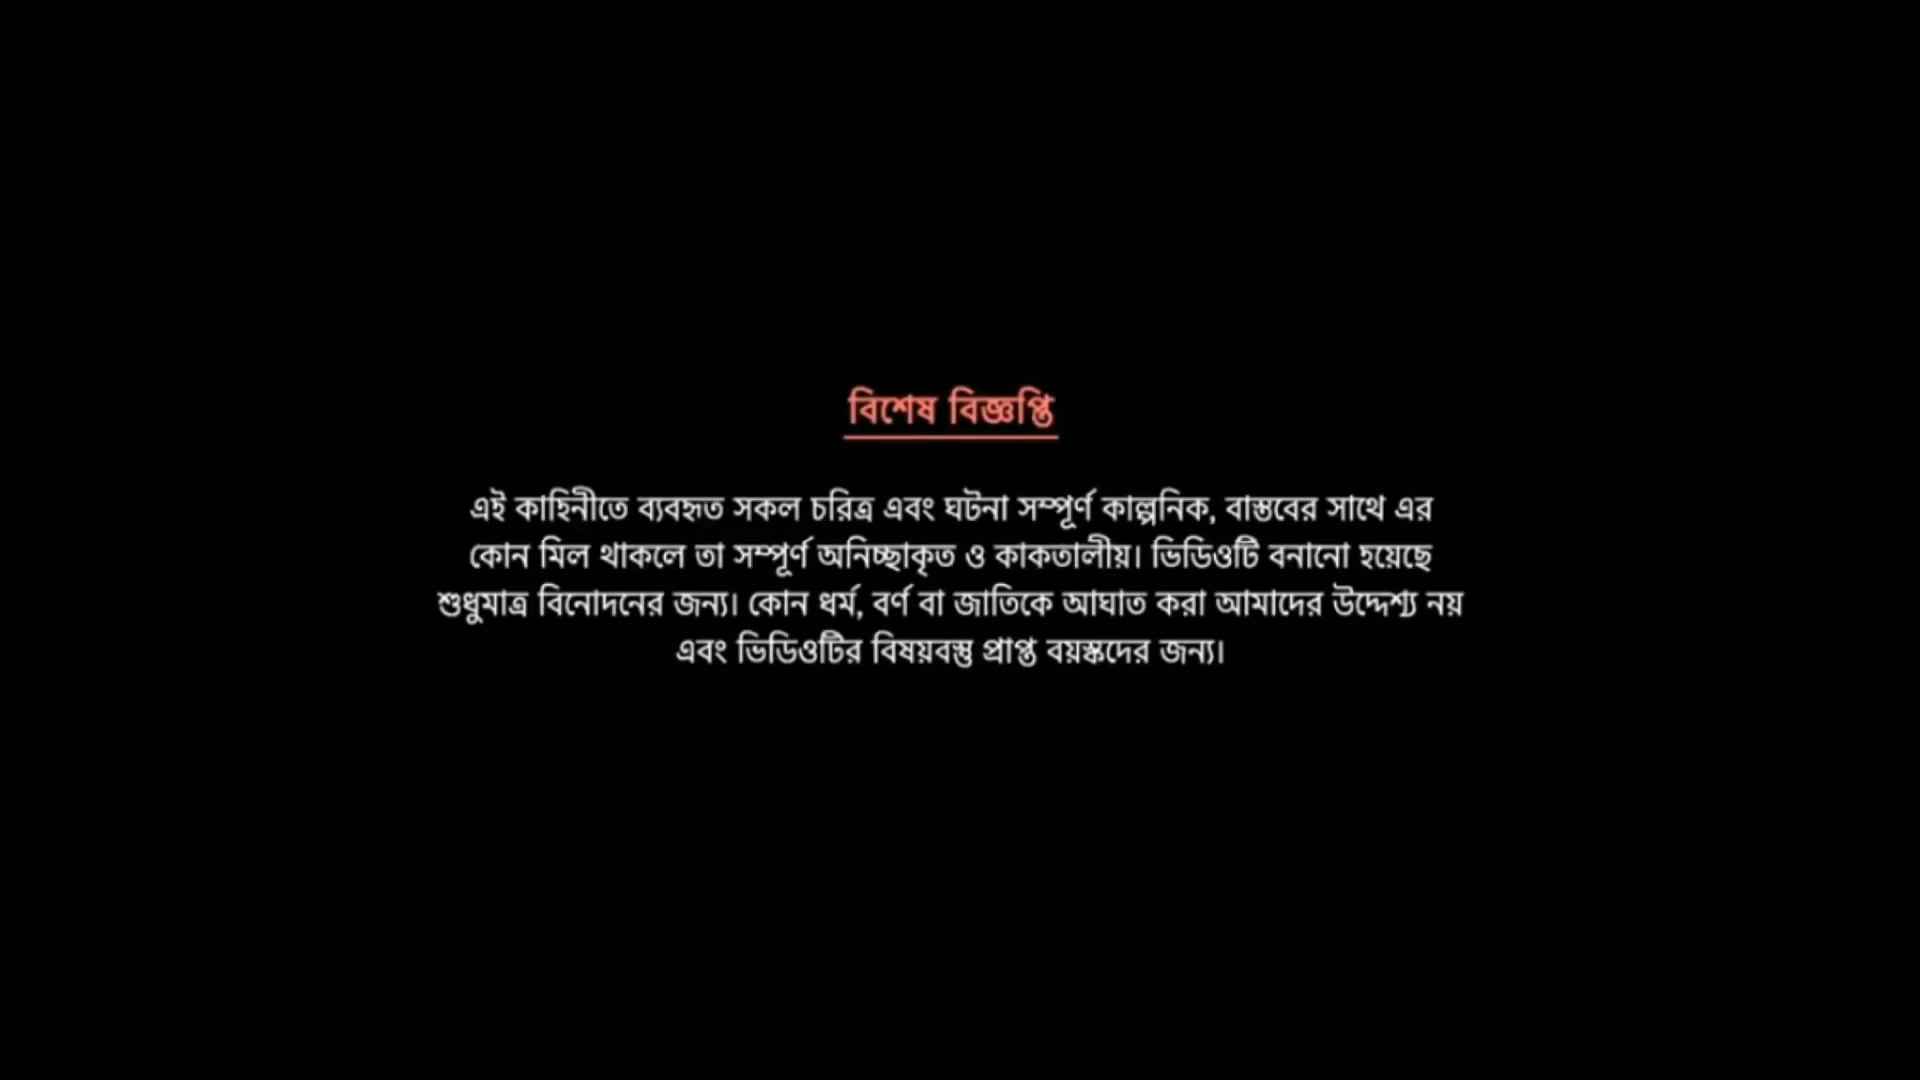 বিশেষ বিজ্ঞপ্তি
এই কাহিনীতে ব্যবহৃত সকল চরিত্র এবং ঘটনা সম্পূর্ণ কাল্পনিক, বাস্তবের সাথে এর
কোন মিল থাকলে তা সম্পূর্ণ অনিচ্ছাকৃত ও কাকতালীয়। ভিডিওটি বনানো হয়েছে
শুধুমাত্র বিনোদনের জন্য। কোন ধর্ম, বর্ণ বা জাতিকে আঘাত করা আমাদের উদ্দেশ্য নয়
এবং ভিডিওটির বিষয়বস্তু প্রাপ্ত বয়স্কদের জন্য।